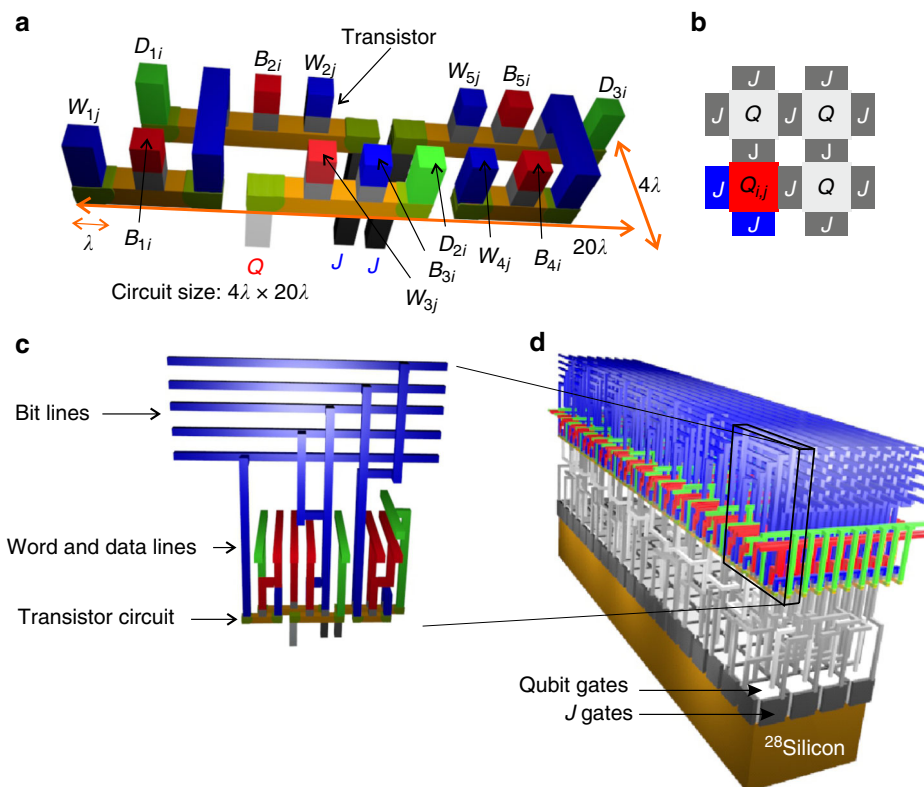 a
Transistor
D1i
B2i
W2j
W5j
B5i
D3i
W1j
4λ
λ
B1i
20λ
D2i
W4j
B4i
Q
J
J
B3i
W3j
Circuit size: 4λ × 20λ
b
J
J
J
Q
J
Q
J
J
J
J
Qi,j
J
Q
J
J
J
c
Bit lines
Word and data lines
Transistor circuit
d
Qubit gates
J gates
28Silicon